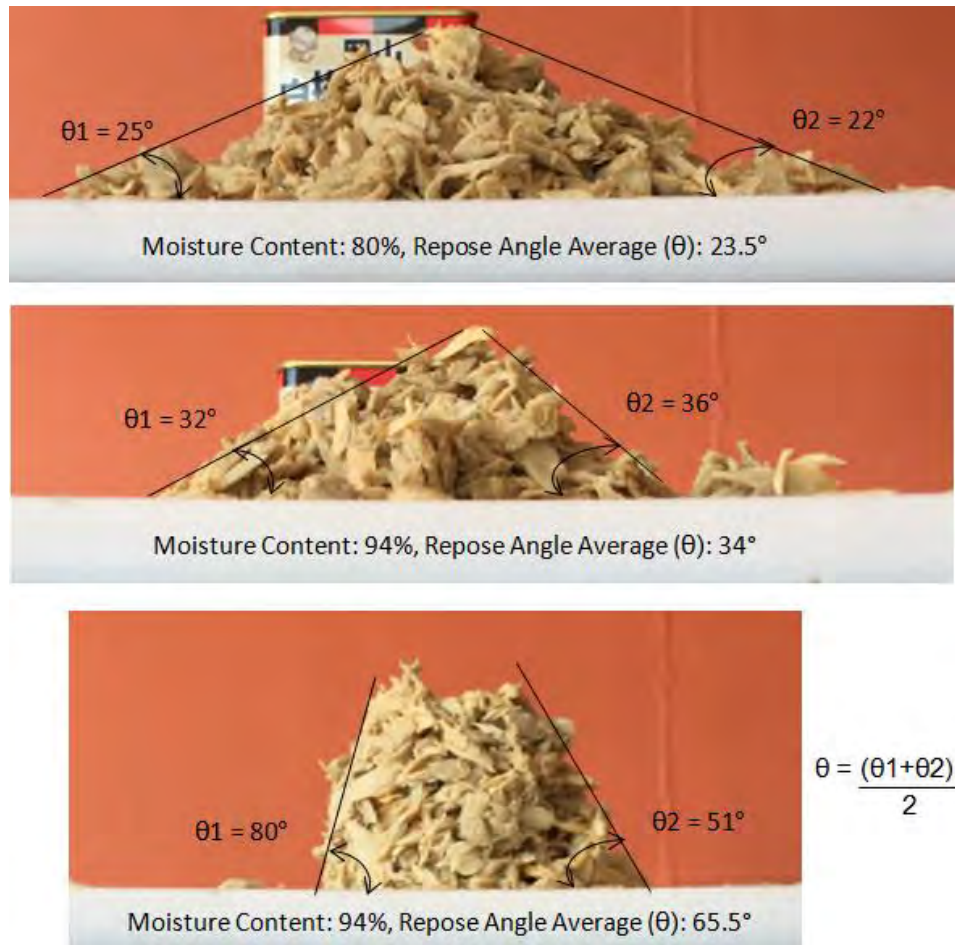 θ1 = 25°
θ2 = 22°
Moisture Content: 80%, Repose Angle Average (θ): 23.5°
θ1 = 32°
θ2 = 36°
Moisture Content: 94%, Repose Angle Average (θ): 34°
θ1 = 80°
θ2 = 51°
θ = (θ1+θ2)
2
Moisture Content: 94%, Repose Angle Average (θ): 65.5°